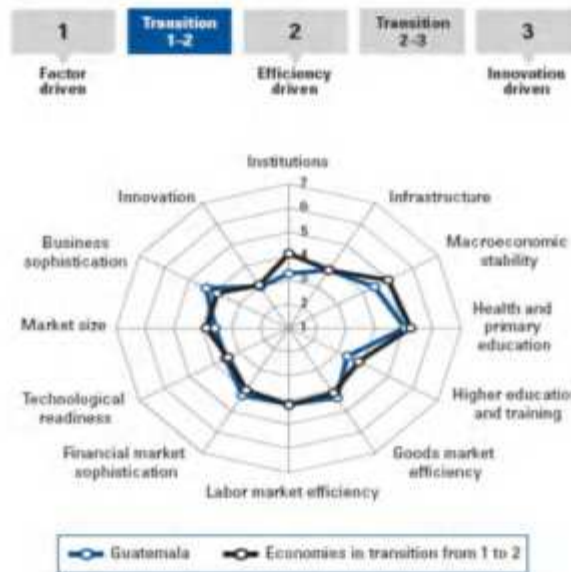 1
Transition
1–2
2
Transition
2–3
3
Factor
driven
Efficiency
driven
Innovation
driven
Institutions
7
6
5
4
2
1
Innovation
Infrastructure
Business
sophistication
Macroeconomic
stability
Market size
Health and
primary
education
Technological
readiness
Higher education
and training
Financial market
sophistication
Goods market
efficiency
Labor market efficiency
Guatemala
Economies in transition from 1 to 2